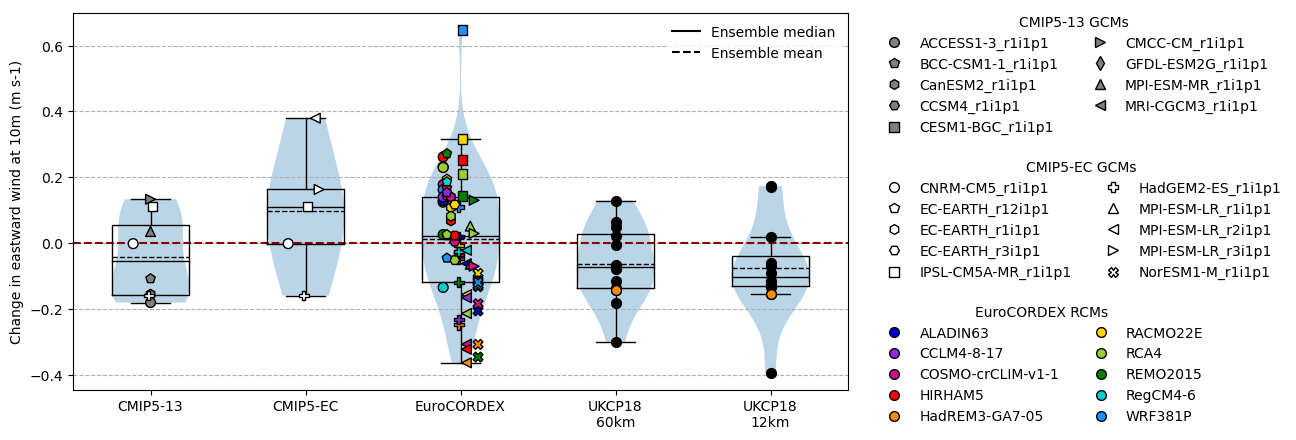 Change in eastward wind at 10m (m s-1)
0.6
0.4
0.2
0.0
−0.2
−0.4
Ensemble median
Ensemble mean
CMIP5-13
CMIP5-EC
EuroCORDEX
UKCP18
60km
UKCP18
12km
CMIP5-13 GCMs
ACCESS1-3_r1i1p1
BCC-CSM1-1_r1i1p1
CanESM2_r1i1p1
CCSM4_r1i1p1
CESM1-BGC_r1i1p1
CMCC-CM_r1i1p1
GFDL-ESM2G_r1i1p1
MPI-ESM-MR_r1i1p1
MRI-CGCM3_r1i1p1
CMIP5-EC GCMs
CNRM-CM5_r1i1p1
EC-EARTH_r12i1p1
EC-EARTH_r1i1p1
EC-EARTH_r3i1p1
IPSL-CM5A-MR_r1i1p1
HadGEM2-ES_r1i1p1
MPI-ESM-LR_r1i1p1
MPI-ESM-LR_r2i1p1
MPI-ESM-LR_r3i1p1
NorESM1-M_r1i1p1
EuroCORDEX RCMs
ALADIN63
CCLM4-8-17
COSMO-crCLIM-v1-1
HIRHAM5
HadREM3-GA7-05
RACMO22E
RCA4
REMO2015
RegCM4-6
WRF381P